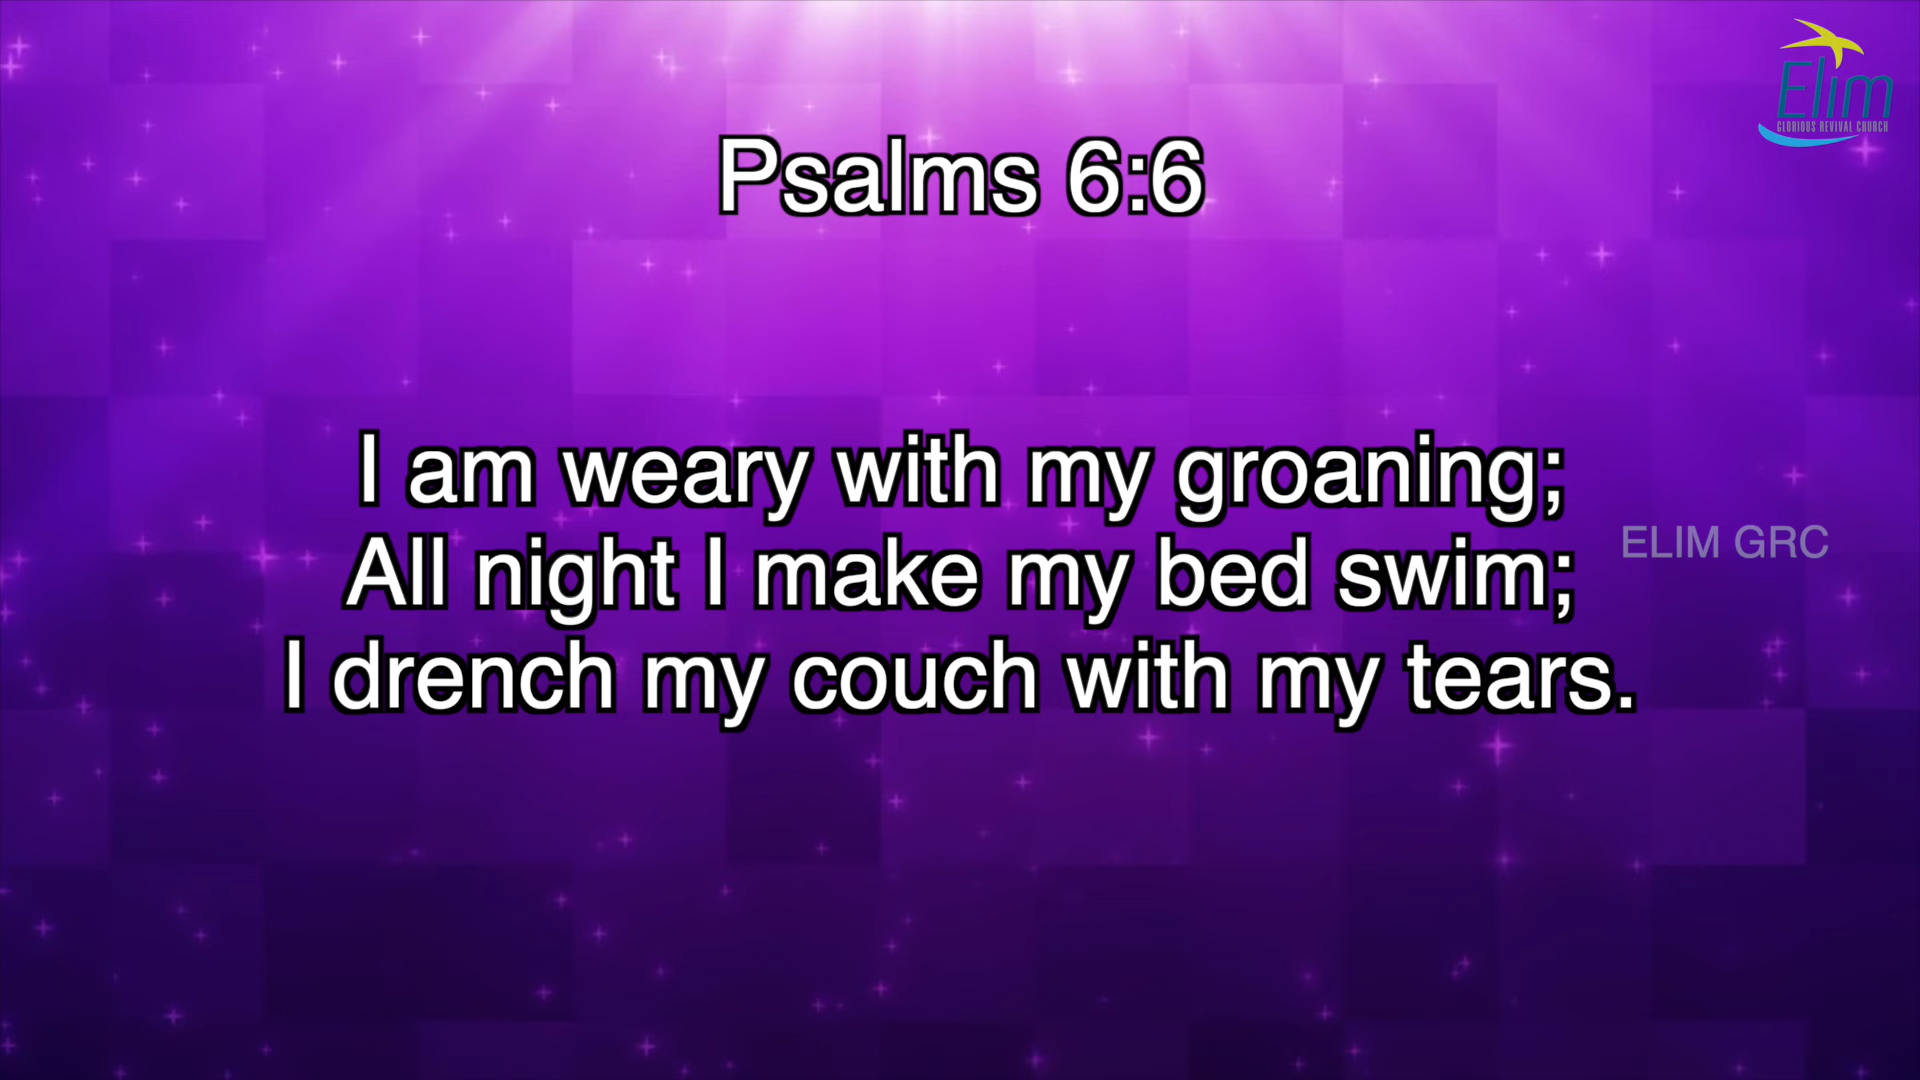 Elim
GLORIOUS REVIVAL CHURCH
Psalms 6:6
I am weary with my groaning;
All night I make my bed swim;
I drench my couch with my tears.
ELIM GRC